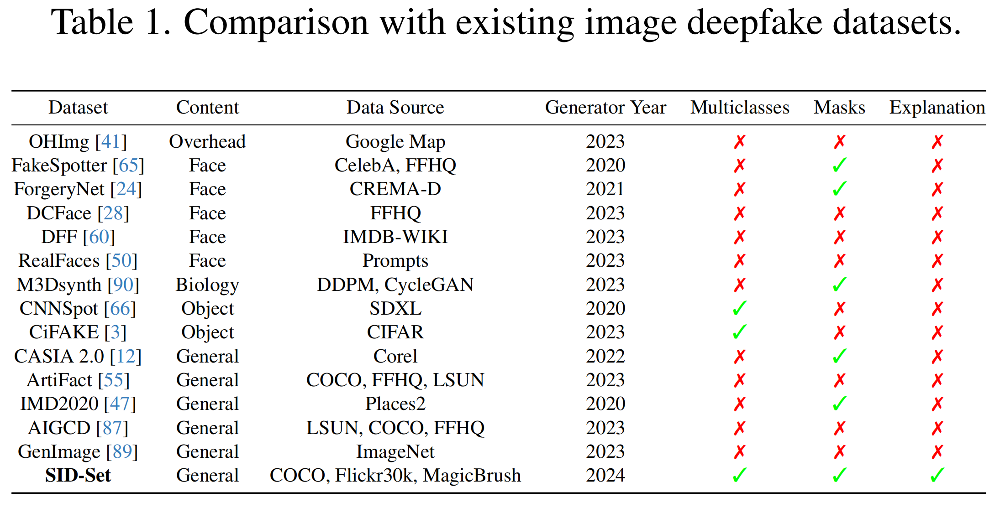 Table 1. Comparison with existing image deepfake datasets.
Dataset Content Data Source Generator Year Multiclasses Masks Explanation
OHImg [41] Overhead Google Map 2023 ✗ ✗ ✗
FakeSpotter [65] Face CelebA, FFHQ 2020 ✗ ✓ ✗
ForgeryNet [24] Face CREMA-D 2021 ✗ ✓ ✗
DCFace [28] Face FFHQ 2023 ✗ ✗ ✗
DFF [60] Face IMDB-WIKI 2023 ✗ ✗ ✗
RealFaces [50] Face Prompts 2023 ✗ ✗ ✗
M3Dsynth [90] Biology DDPM, CycleGAN 2023 ✗ ✓ ✗
CNNSpot [66] Object SDXL 2020 ✓ ✗ ✗
CiFAKE [3] Object CIFAR 2023 ✓ ✗ ✗
CASIA 2.0 [12] General Corel 2022 ✗ ✓ ✗
ArtiFact [55] General COCO, FFHQ, LSUN 2023 ✗ ✗ ✗
IMD2020 [47] General Places2 2020 ✗ ✓ ✗
AIGCD [87] General LSUN, COCO, FFHQ 2023 ✗ ✗ ✗
GenImage [89] General ImageNet 2023 ✗ ✗ ✗
SID-Set General COCO, Flickr30k, MagicBrush 2024 ✓ ✓ ✓